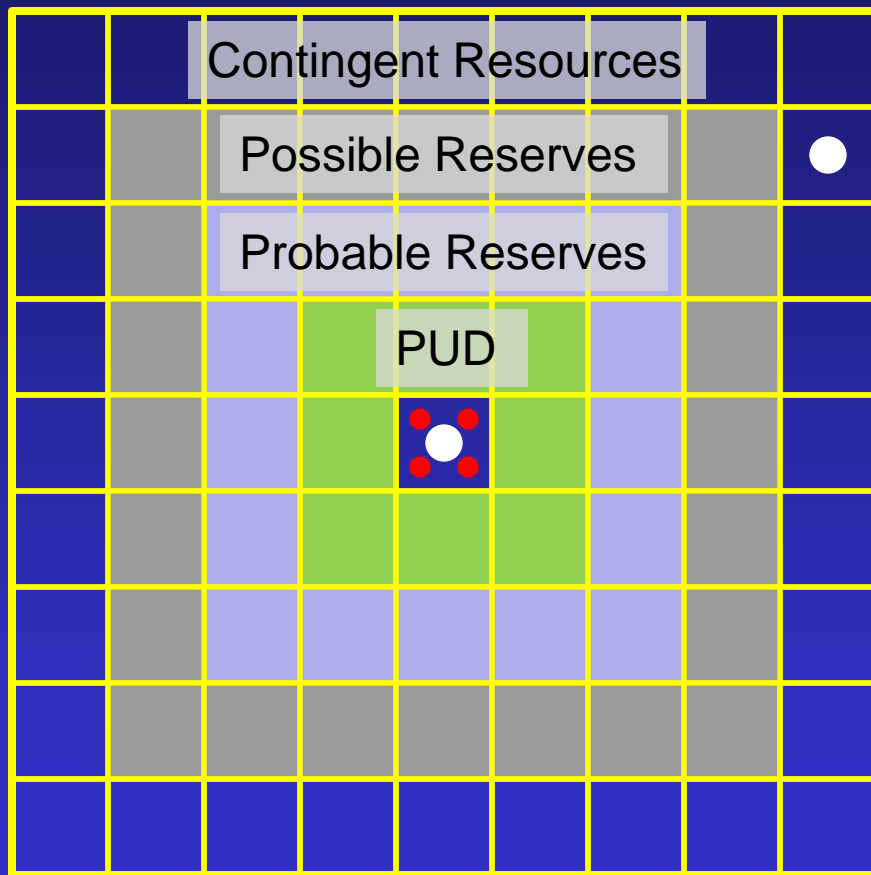 Contingent Resources
Possible Reserves
Probable Reserves
PUD